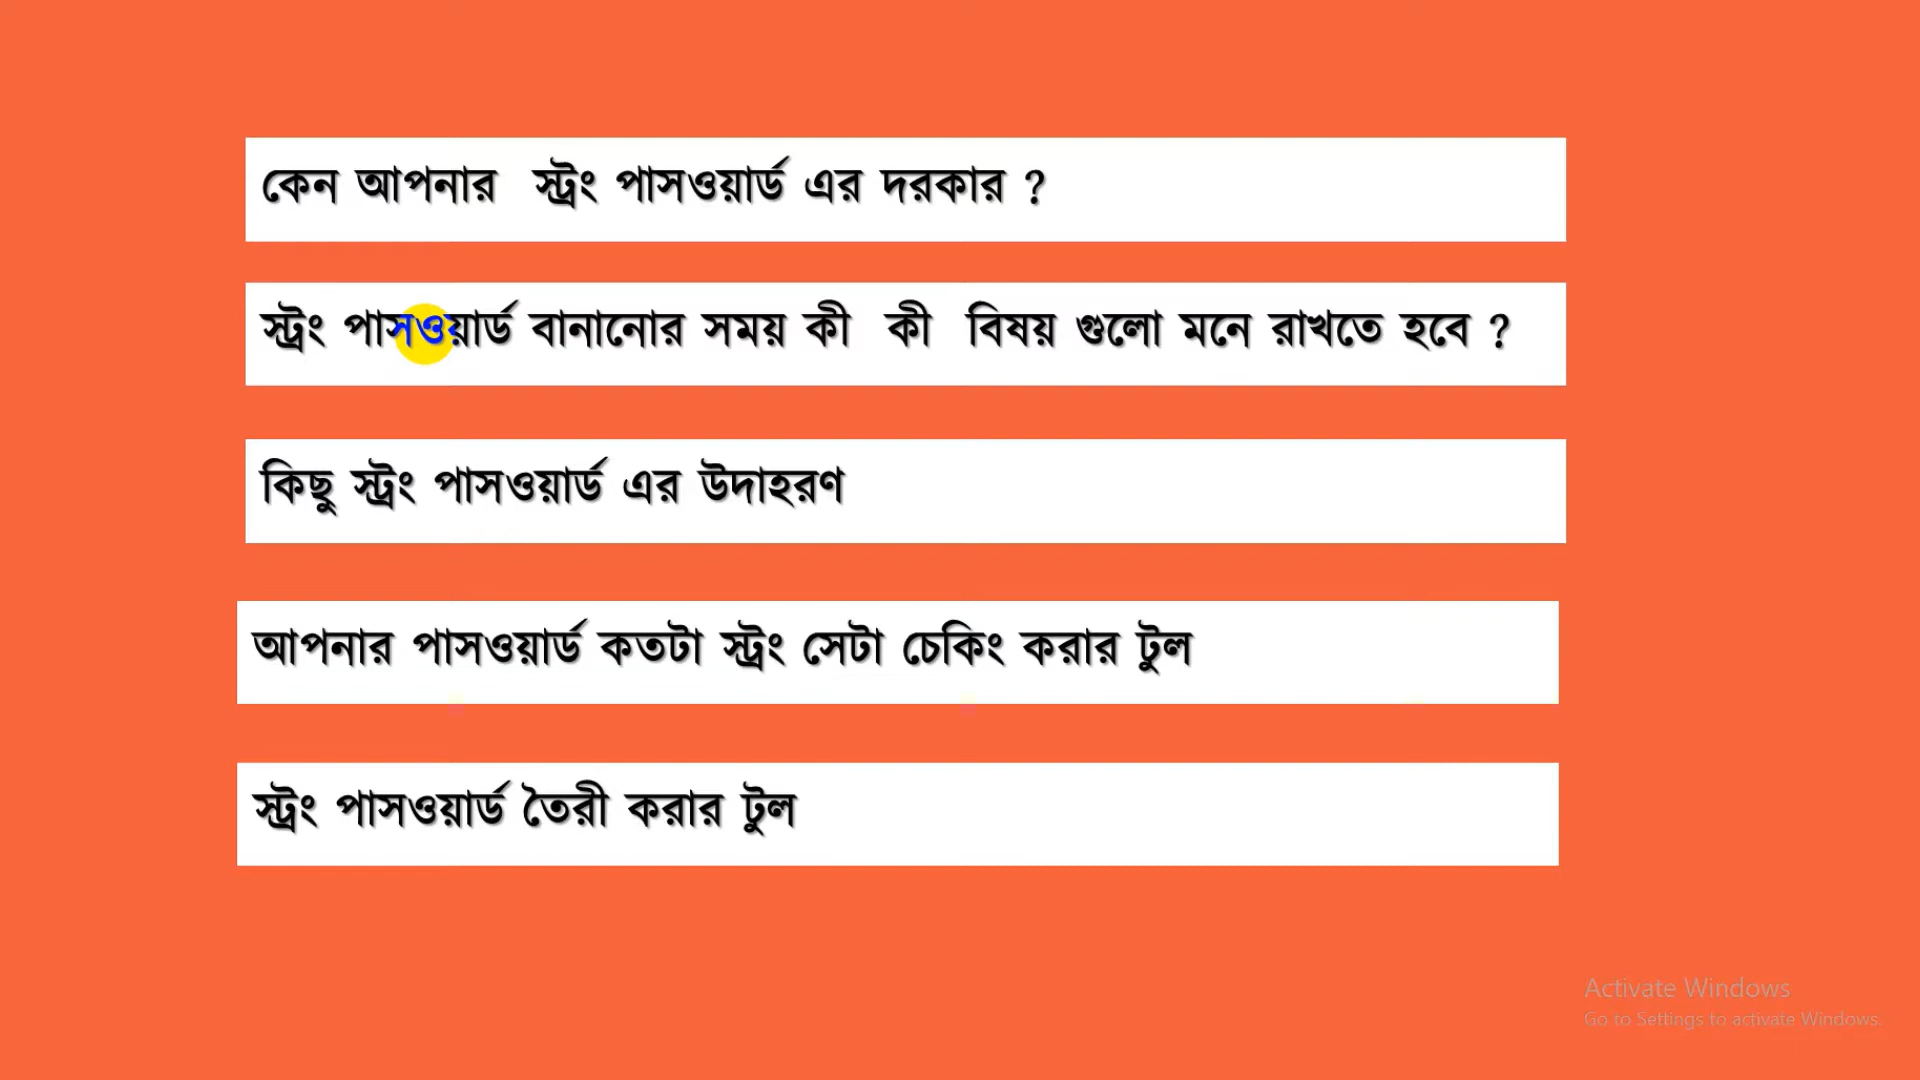 কেন আপনার স্ট্রং পাসওয়ার্ড এর দরকার ?
স্ট্রং পাসওয়ার্ড বানানোর সময় কী কী বিষয় গুলো মনে রাখতে হবে ?
কিছু স্ট্রং পাসওয়ার্ড এর উদাহরণ
আপনার পাসওয়ার্ড কতটা স্ট্রং সেটা চেকিং করার টুল
স্ট্রং পাসওয়ার্ড তৈরী করার টুল
Activate Windows
Go to Settings to activate Windows.